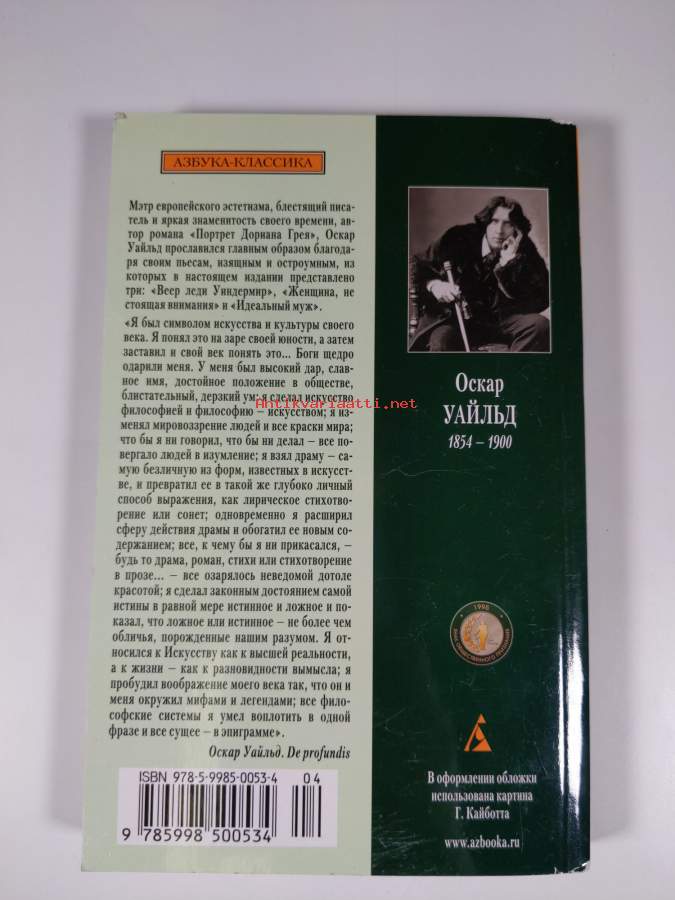 АЗБУКА-КЛАССИКА
Мэтр европейского эстетизма, блестящий писа-
тель и яркая знаменитость своего времени, ав-
тор романа «Портрет Дориана Грея», Оскар
Уайльд прославился главным образом благода-
ря своим пьесам, изящным и остроумным, из
которых в настоящем издании представлено
три: «Веер леди Уиндермир», «Женщина, не
стоящая внимания» и «Идеальный муж».
«Я был символом искусства и культуры своего
века. Я понял это на заре своей юности, а затем
заставил и свой век понять это... Боги щедро
одарили меня. У меня был высокий дар, слав-
ное имя, достойное положение в обществе,
блистательный, дерзкий ум; я сделал искусство
философией и философию – искусством; я из-
менял мировоззрение людей и все краски мира;
что бы я ни говорил, что бы ни делал – все по-
вергало людей в изумление; я взял драму – са-
мую безличную из форм, известных в искусст-
ве, и превратил ее в такой же глубоко личный
способ выражения, как лирическое стихотво-
рение или сонет; одновременно я расширил
сферу действия драмы и обогатил ее новым со-
держанием; все, к чему бы я ни прикасался, –
будь то драма, роман, стихи или стихотворение
в прозе... – все озарялось неведомой дотоле
красотой; я сделал законным достоянием самой
истины в равной мере истинное и ложное и по-
казал, что ложное или истинное – не более чем
обличья, порожденные нашим разумом. Я от-
носился к Искусству как к высшей реальности,
а к жизни – как к разновидности вымысла; я
пробудил воображение моего века так, что он и
меня окружил мифами и легендами; все фило-
софские системы я умел воплотить в одной
фразе и все сущее – в эпиграмме».
Оскар Уайльд. De profundis
ISBN 978-5-9985-0053-4
04
9 785998 500534
Оскар
УАЙЛЬД
1854 – 1900
1998
В оформлении обложки
использована картина
Г. Кайботта
www.azbooka.ru
Antikvariaatti.net